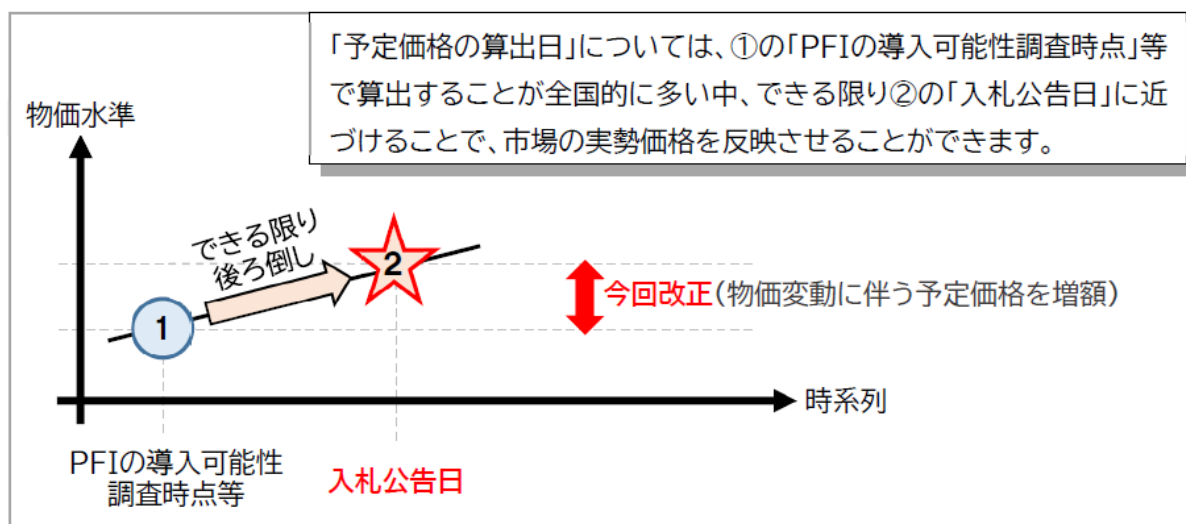 「予定価格の算出日」については、①の「PFIの導入可能性調査時点」等
で算出することが全国的に多い中、できる限り②の「入札公告日」に近
づけることで、市場の実勢価格を反映させることができます。
物価水準
できる限り
後ろ倒し
2
今回改正(物価変動に伴う予定価格を増額)
1
時系列
PFIの導入可能性
調査時点等
入札公告日